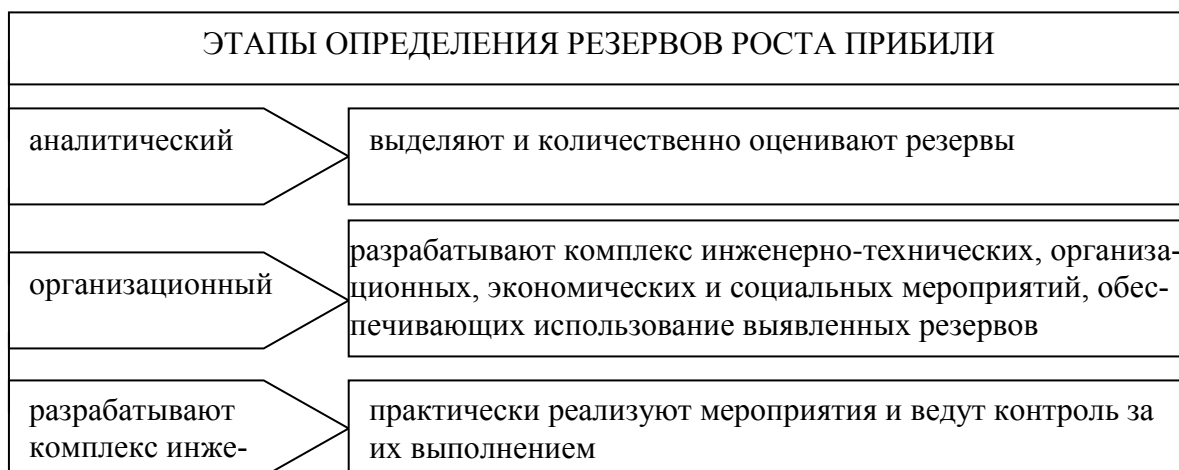 ЭТАПЫ ОПРЕДЕЛЕНИЯ РЕЗЕРВОВ РОСТА ПРИБИЛИ
аналитический
выделяют и количественно оценивают резервы
организационный
разрабатывают комплекс инженерно-технических, организа-
ционных, экономических и социальных мероприятий, обес-
печивающих использование выявленных резервов
разрабатывают
комплекс инже-
практически реализуют мероприятия и ведут контроль за
их выполнением